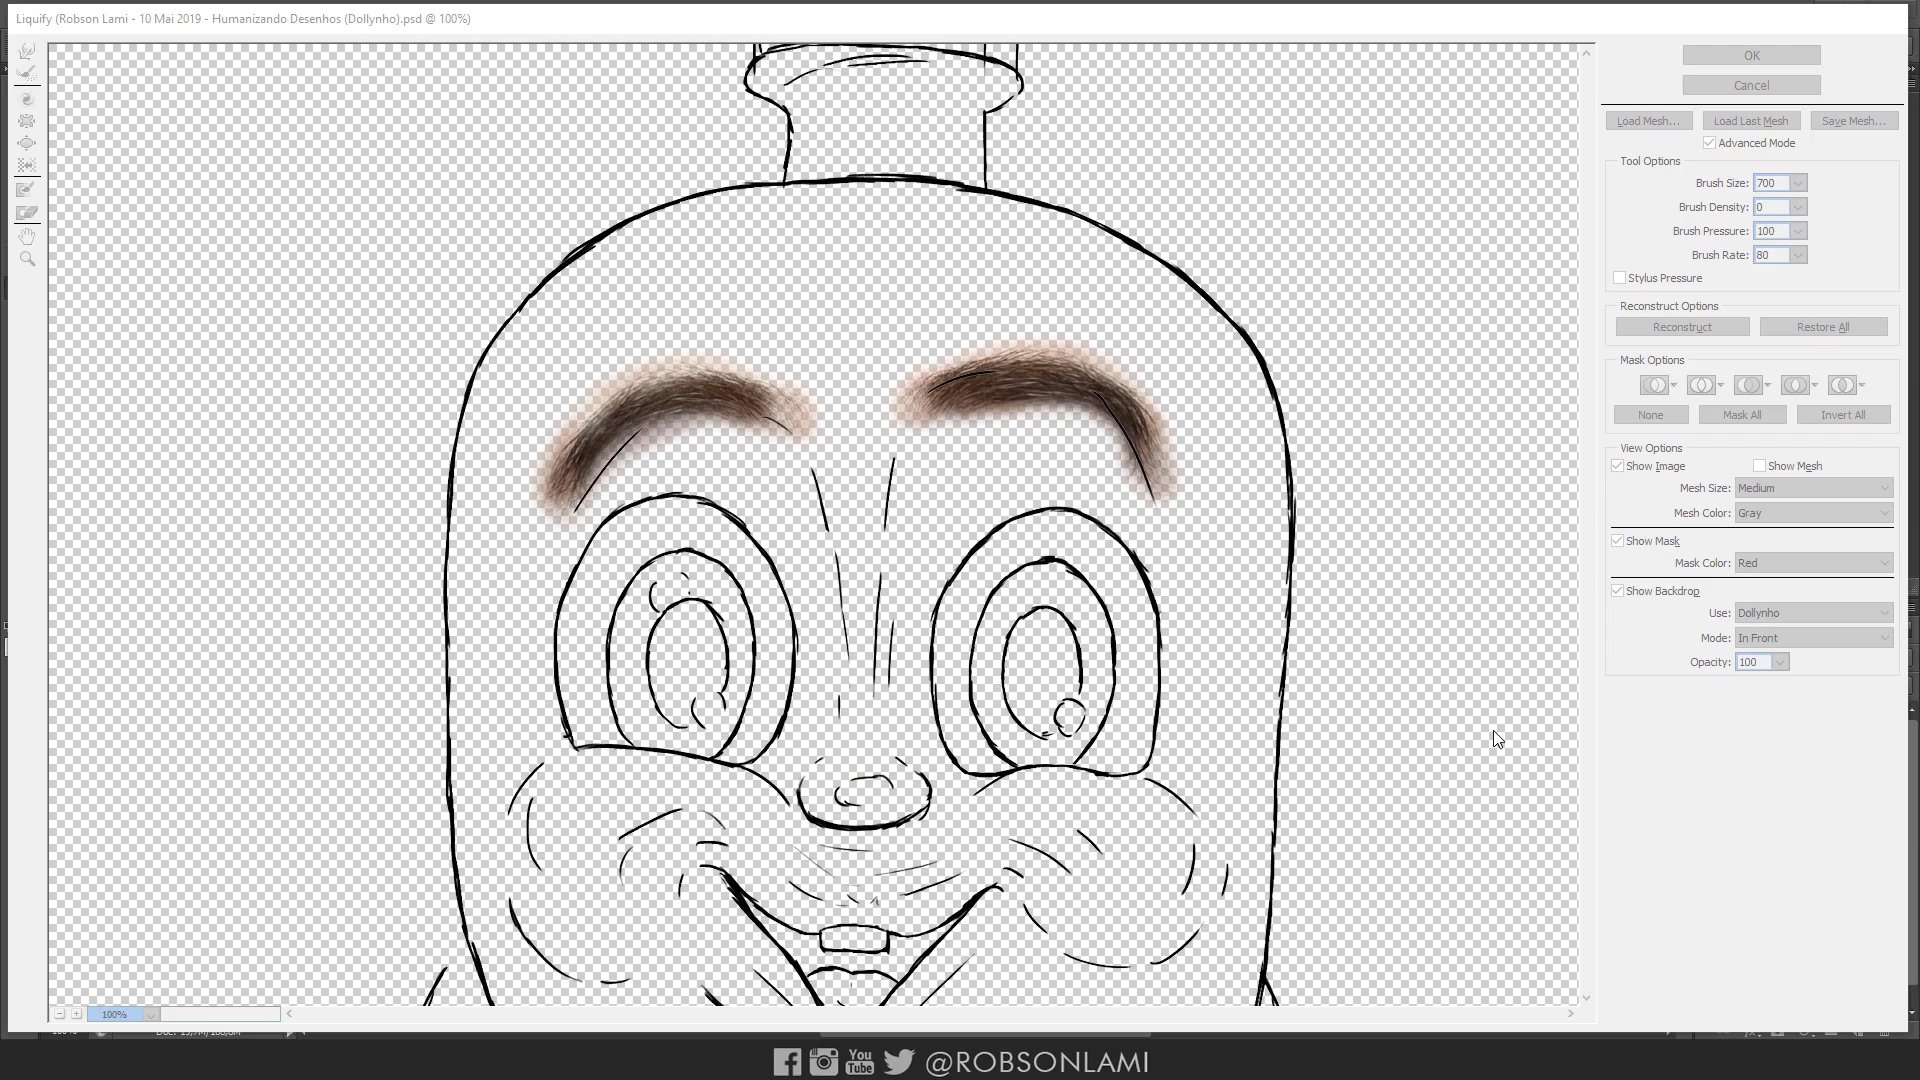 Liquify (Robson Lami - 10 Mai 2019 - Humanizando Desenhos (Dollynho).psd @ 100%)
OK
Cancel
Load Mesh...
Load Last Mesh
Save Mesh...
Advanced Mode
Tool Options
Brush Size: 700
Brush Density: 0
Brush Pressure: 100
Brush Rate: 80
Stylus Pressure
Reconstruct Options
Reconstruct
Restore All
Mask Options
None
Mask All
Invert All
View Options
Show Image
Show Mesh
Mesh Size: Medium
Mesh Color: Gray
Show Mask
Mask Color: Red
Show Backdrop
Use: Dollynho
Mode: In Front
Opacity: 100
100%
You Tube @ROBSONLAMI